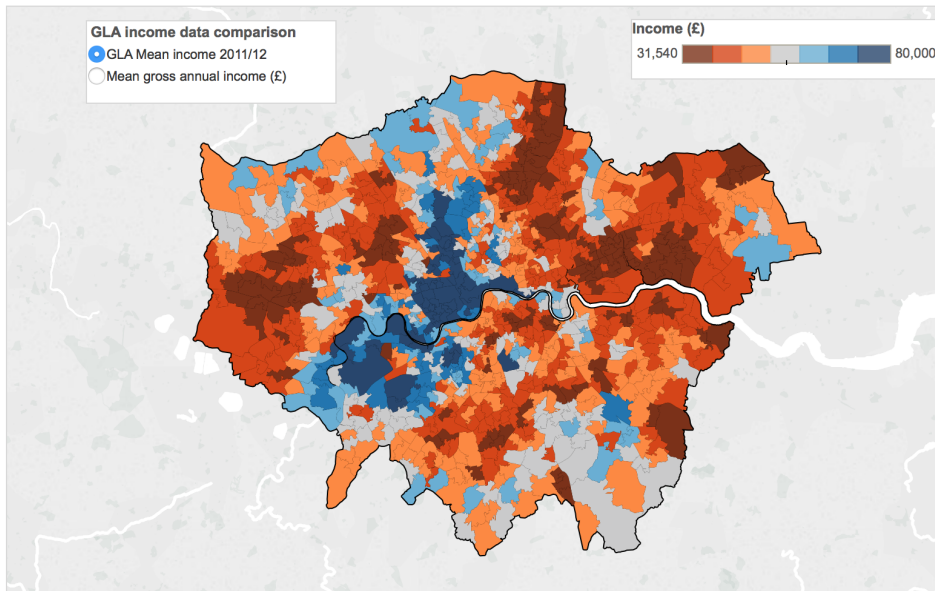 GLA income data comparison
GLA Mean income 2011/12
Mean gross annual income (£)
Income (£)
31,540
80,000